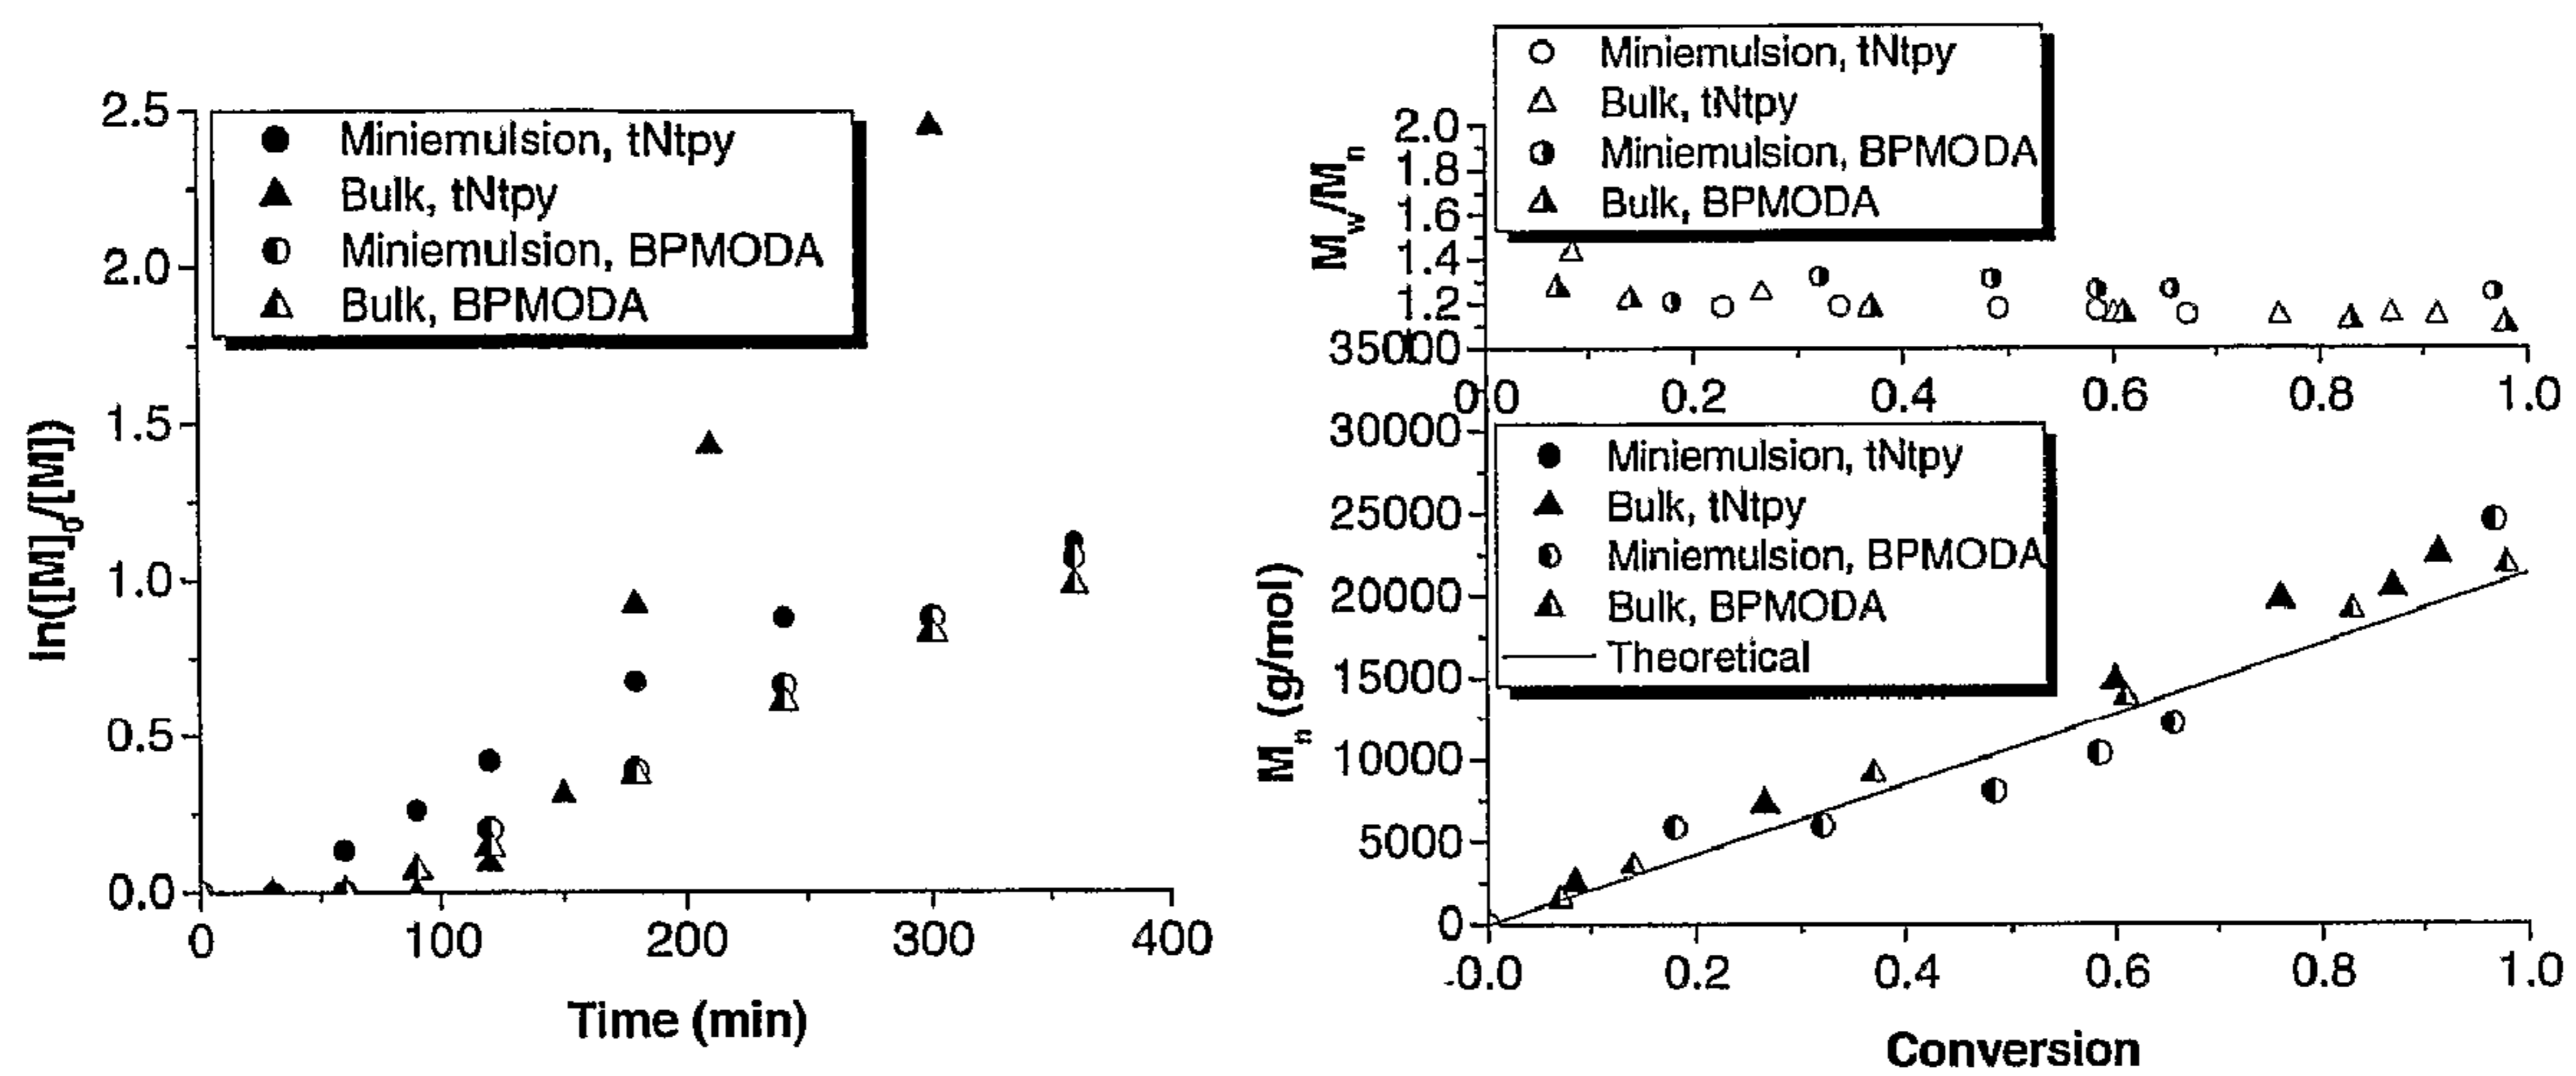 2.5
2.0
1.5
1.0
0.5
0.0
0
100
200
300
400
ln([M]0/[M])
Time (min)
Miniemulsion, tNtpy
Bulk, tNtpy
Miniemulsion, BPMODA
Bulk, BPMODA
Mw/Mn
2.0
1.8
1.6
1.4
1.2
Miniemulsion, tNtpy
Bulk, tNtpy
Miniemulsion, BPMODA
Bulk, BPMODA
0.0
0.2
0.4
0.6
0.8
1.0
35000
30000
25000
20000
15000
10000
5000
0
Mn (g/mol)
Miniemulsion, tNtpy
Bulk, tNtpy
Miniemulsion, BPMODA
Bulk, BPMODA
Theoretical
-0.0
0.2
0.4
0.6
0.8
1.0
Conversion